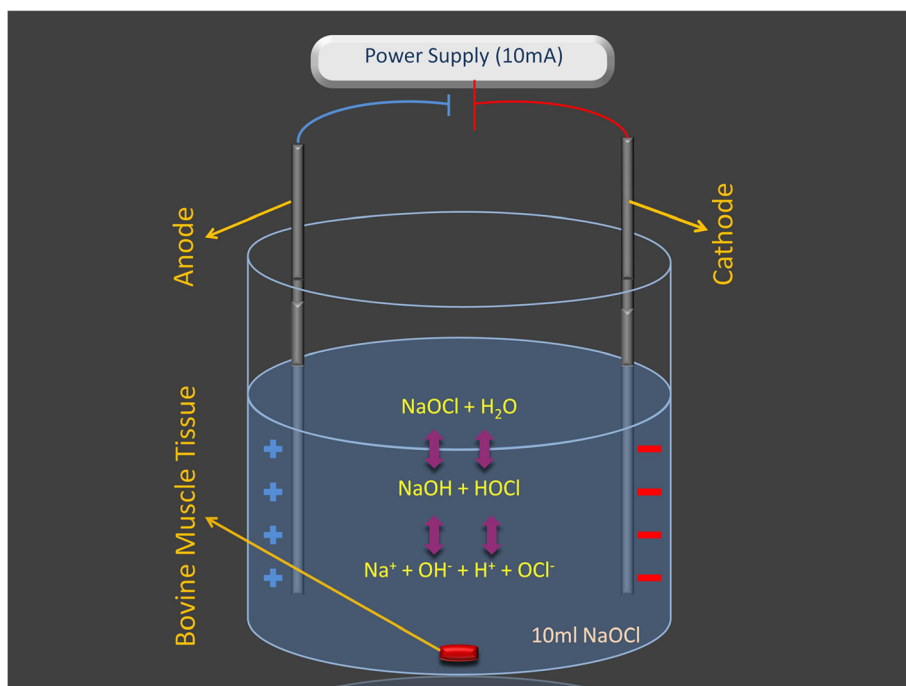 Power Supply (10mA)
Anode
Cathode
Bovine Muscle Tissue
NaOCl + H₂O
NaOH + HOCl
Na⁺ + OH⁻ + H⁺ + OCl⁻
10ml NaOCl